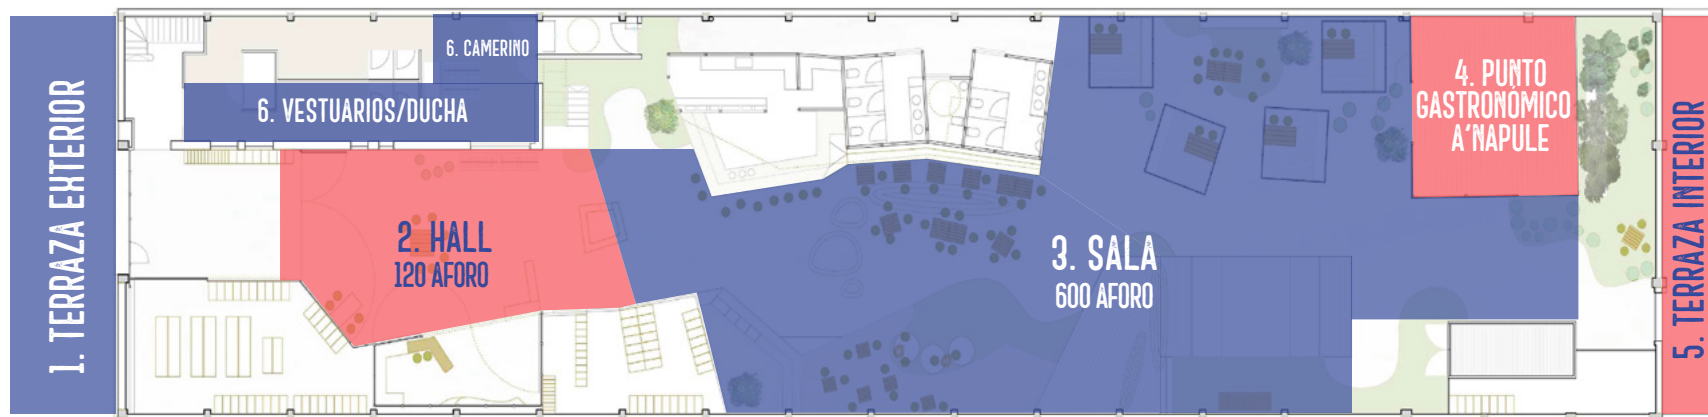 1. TERRAZA EXTERIOR
6. CAMERINO
6. VESTUARIOS/DUCHA
2. HALL
120 AFORO
3. SALA
600 AFORO
4. PUNTO
GASTRONÓMICO
A´NAPULE
5. TERRAZA INTERIOR